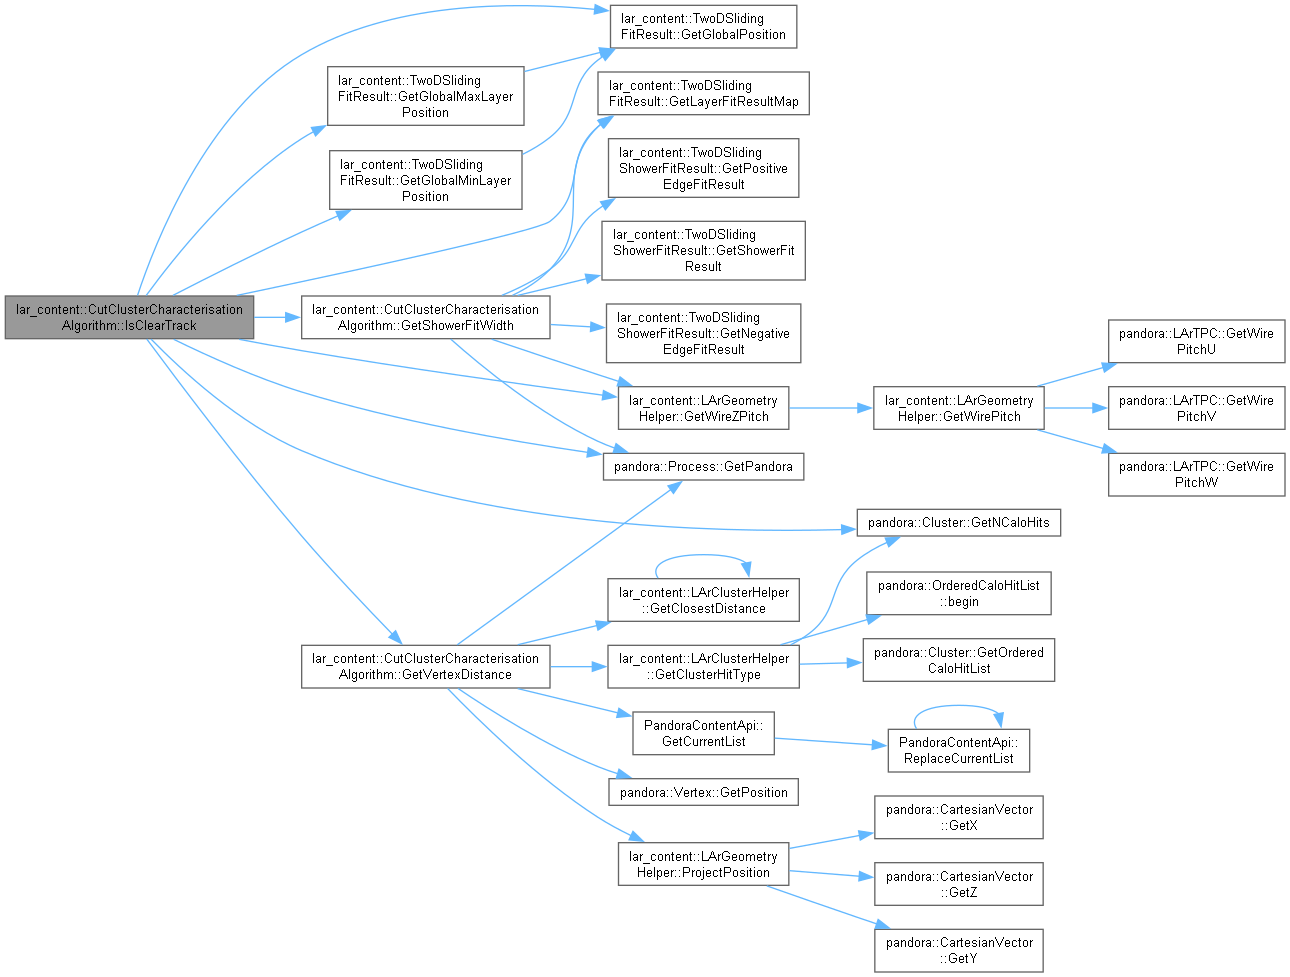 lar_content::CutClusterCharacterisation
Algorithm::IsClearTrack
lar_content::TwoDSliding
FitResult::GetGlobalMaxLayer
Position
lar_content::TwoDSliding
FitResult::GetGlobalMinLayer
Position
lar_content::CutClusterCharacterisation
Algorithm::GetShowerFitWidth
lar_content::CutClusterCharacterisation
Algorithm::GetVertexDistance
lar_content::TwoDSliding
FitResult::GetGlobalPosition
lar_content::TwoDSliding
FitResult::GetLayerFitResultMap
lar_content::TwoDSliding
ShowerFitResult::GetPositive
EdgeFitResult
lar_content::TwoDSliding
ShowerFitResult::GetShowerFit
Result
lar_content::TwoDSliding
ShowerFitResult::GetNegative
EdgeFitResult
lar_content::LArGeometry
Helper::GetWireZPitch
pandora::Process::GetPandora
lar_content::LArClusterHelper
::GetClosestDistance
lar_content::LArClusterHelper
::GetClusterHitType
PandoraContentApi::
GetCurrentList
pandora::Vertex::GetPosition
lar_content::LArGeometry
Helper::ProjectPosition
lar_content::LArGeometry
Helper::GetWirePitch
pandora::Cluster::GetNCaloHits
pandora::OrderedCaloHitList
::begin
pandora::Cluster::GetOrdered
CaloHitList
PandoraContentApi::
ReplaceCurrentList
pandora::CartesianVector
::GetX
pandora::CartesianVector
::GetZ
pandora::CartesianVector
::GetY
pandora::LArTPC::GetWire
PitchU
pandora::LArTPC::GetWire
PitchV
pandora::LArTPC::GetWire
PitchW